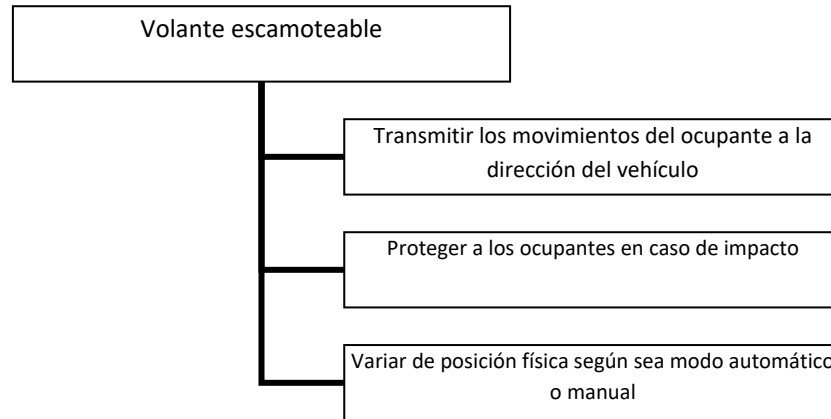 Volante escamoteable
Transmitir los movimientos del ocupante a la
dirección del vehículo
Proteger a los ocupantes en caso de impacto
Variar de posición física según sea modo automático
o manual